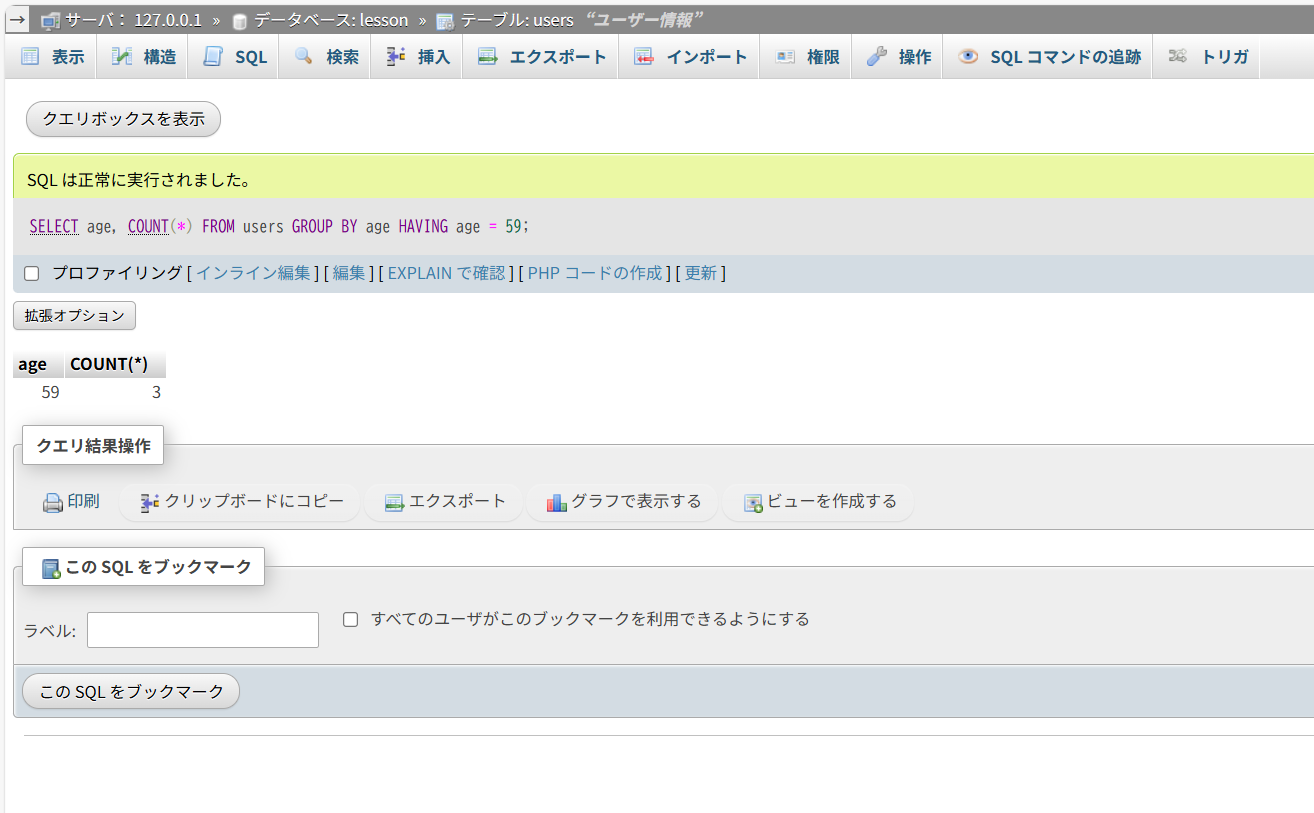 → サーバ: 127.0.0.1 » データベース: lesson » テーブル: users “ユーザー情報”
表示 構造 SQL 検索 挿入 エクスポート インポート 権限 操作 SQL コマンドの追跡 トリガ
クエリボックスを表示
SQL は正常に実行されました。
SELECT age, COUNT(*) FROM users GROUP BY age HAVING age = 59;
プロファイリング [ インライン編集 ] [ 編集 ] [ EXPLAIN で確認 ] [ PHP コードの作成 ] [ 更新 ]
拡張オプション
age COUNT(*)
59 3
クエリ結果操作
印刷 クリップボードにコピー エクスポート グラフで表示する ビューを作成する
この SQL をブックマーク
ラベル: すべてのユーザがこのブックマークを利用できるようにする
この SQL をブックマーク